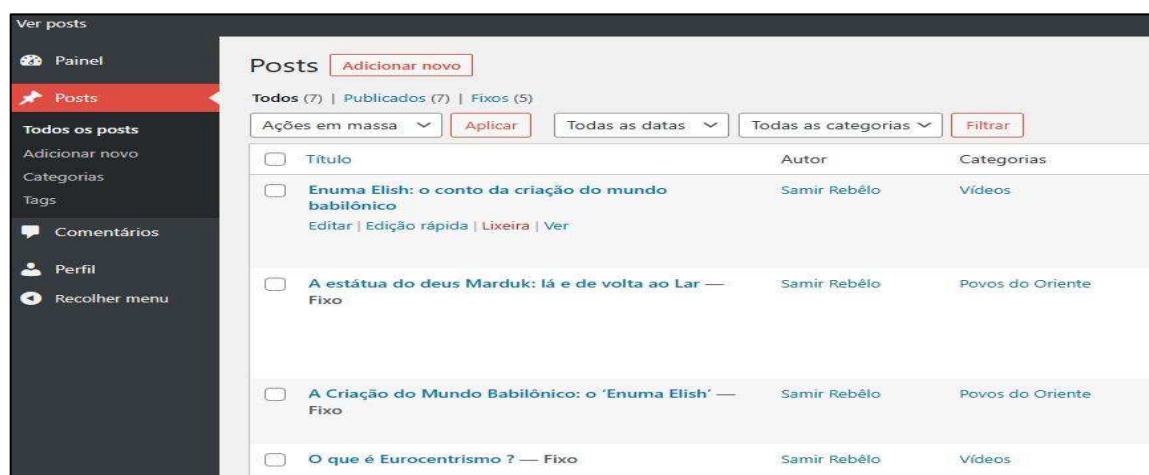 Ver posts
Painel
Posts
Todos os posts
Adicionar novo
Categorias
Tags
Comentários
Perfil
Recolher menu
Posts Adicionar novo
Todos (7) | Publicados (7) | Fixos (5)
Ações em massa Aplicar Todas as datas Todas as categorias Filtrar
Título Autor Categorias
Enuma Elish: o conto da criação do mundo Samir Rebêlo Vídeos
babilônico
Editar | Edição rápida | Lixeira | Ver
A estátua do deus Marduk: lá e de volta ao Lar — Samir Rebêlo Povos do Oriente
Fixo
A Criação do Mundo Babilônico: o ‘Enuma Elish’ — Samir Rebêlo Povos do Oriente
Fixo
O que é Eurocentrismo ? — Fixo Samir Rebêlo Vídeos